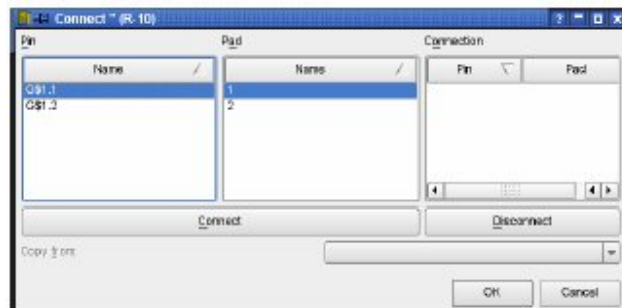 Connect " (R-10)
Pin Pad Connection
Name Name Pin Pad
G$1.1 1
G$1.2 2
Connect Disconnect
Copy from:
OK Cancel